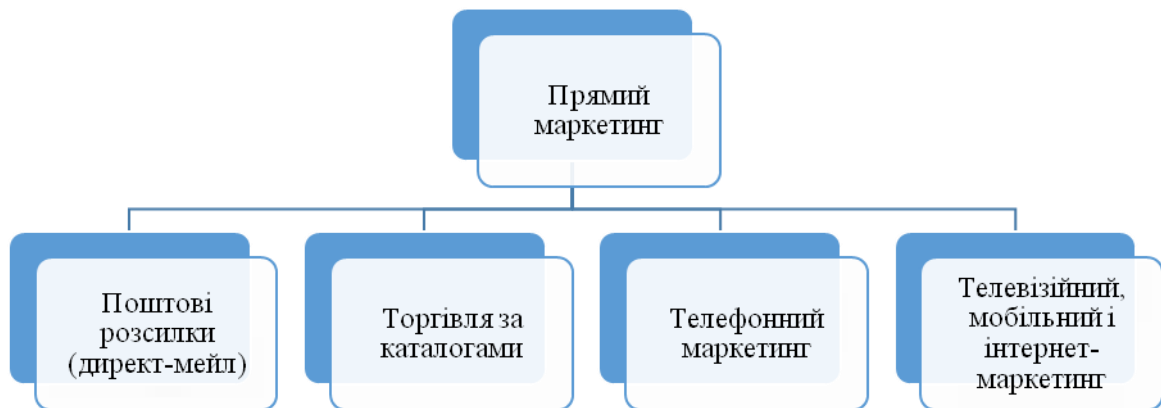 Прямий
маркетинг
Поштові
розсилки
(директ-мейл)
Торгівля за
каталогами
Телефонний
маркетинг
Телевізійний,
мобільний і
інтернет-
маркетинг